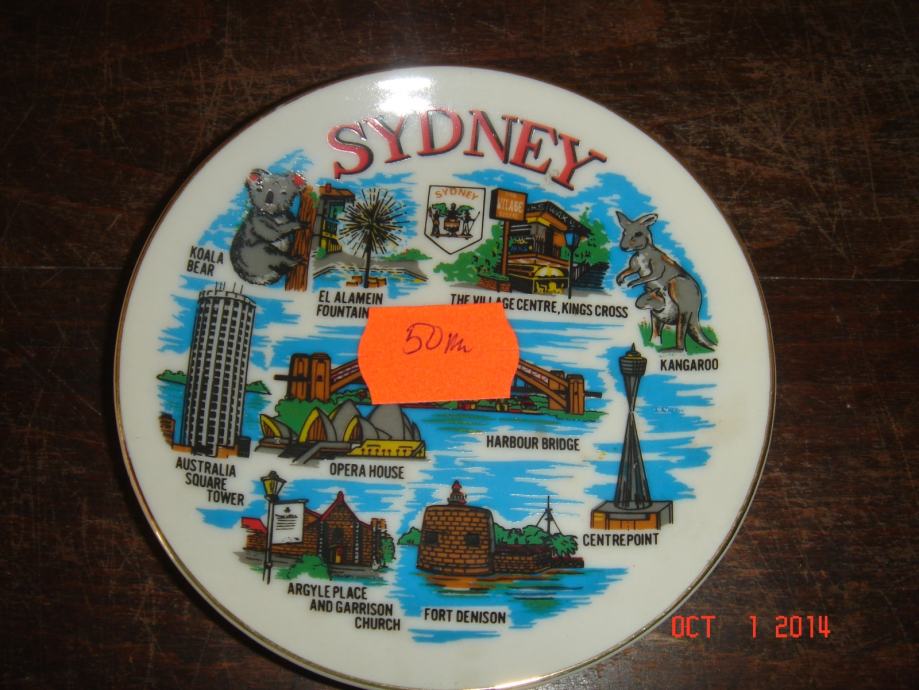 SYDNEY
SYDNEY
VILLAGE
KOALA
BEAR
EL ALAMEIN
FOUNTAIN
THE VILLAGE CENTRE, KINGS CROSS
KANGAROO
HARBOUR BRIDGE
OPERA HOUSE
AUSTRALIA
SQUARE
TOWER
CENTREPOINT
ARGYLE PLACE
AND GARRISON
CHURCH
FORT DENISON
OCT 1 2014